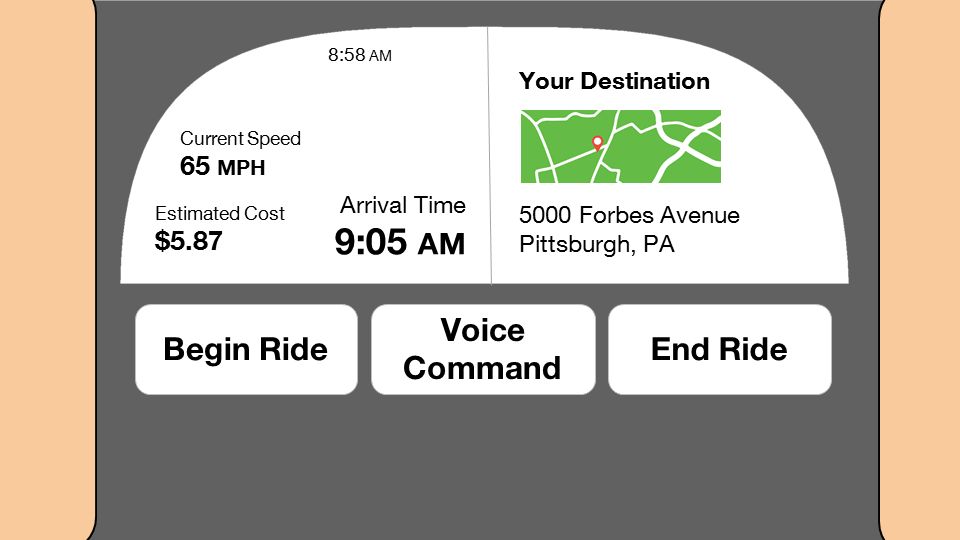 8:58 AM
Current Speed
65 MPH
Estimated Cost
$5.87
Arrival Time
9:05 AM
Your Destination
5000 Forbes Avenue
Pittsburgh, PA
Begin Ride
Voice
Command
End Ride